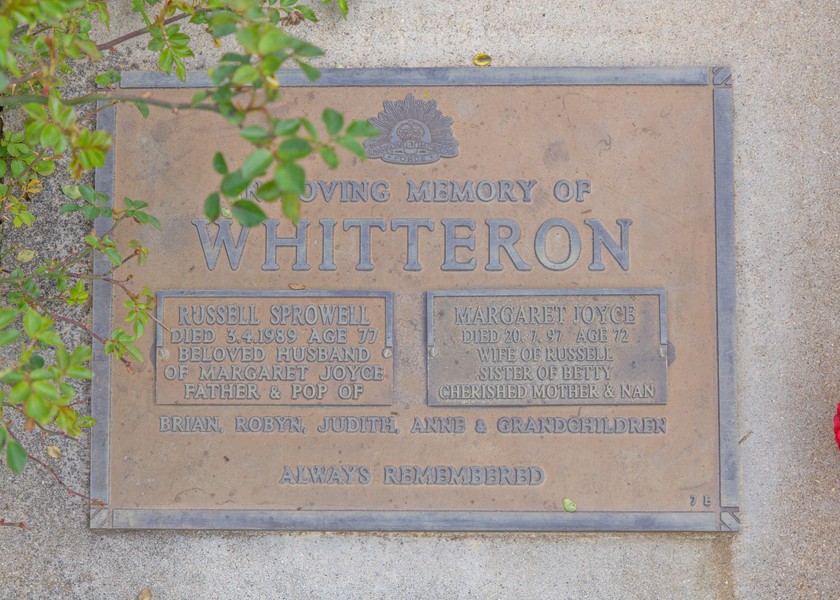 IN LOVING MEMORY OF
WHITTERON
RUSSELL SPROWELL
DIED 3.4.1989 AGE 77
BELOVED HUSBAND
OF MARGARET JOYCE
FATHER & POP OF
MARGARET JOYCE
DIED 20. 7. 97 AGE 72
WIFE OF RUSSELL
SISTER OF BETTY
CHERISHED MOTHER & NAN
BRIAN, ROBYN, JUDITH, ANNE & GRANDCHILDREN
ALWAYS REMEMBERED